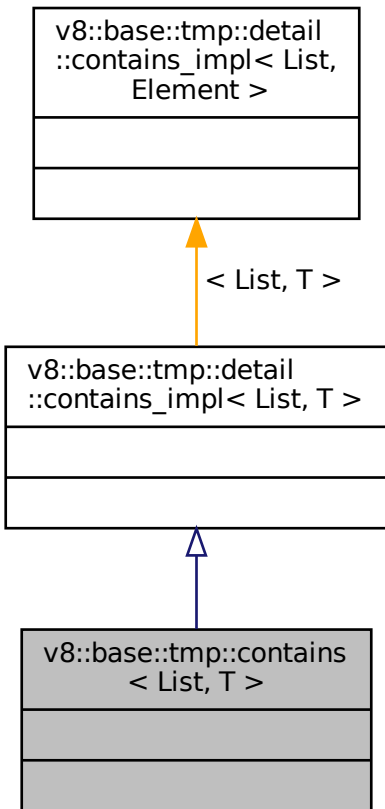 v8::base::tmp::detail
::contains_impl< List,
Element >
< List, T >
v8::base::tmp::detail
::contains_impl< List, T >
v8::base::tmp::contains
< List, T >